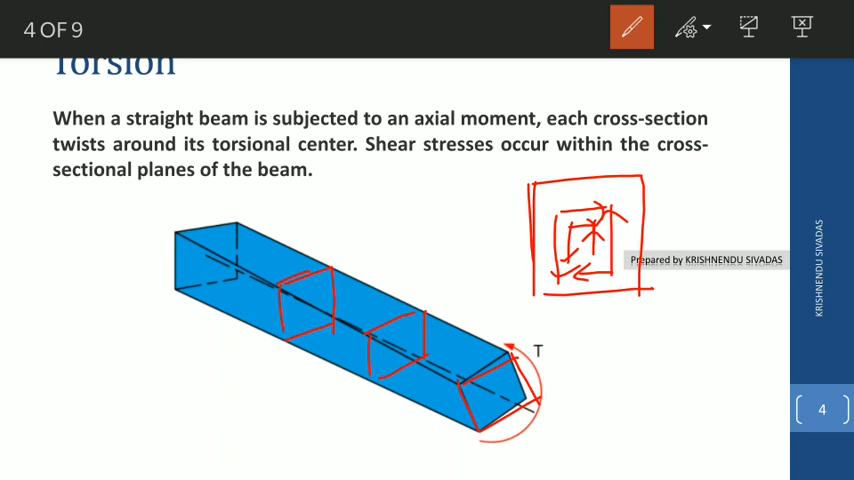 4 OF 9
Torsion
When a straight beam is subjected to an axial moment, each cross-section
twists around its torsional center. Shear stresses occur within the cross-
sectional planes of the beam.
Prepared by KRISHNENDU SIVADAS
KRISHNENDU SIVADAS
T
4